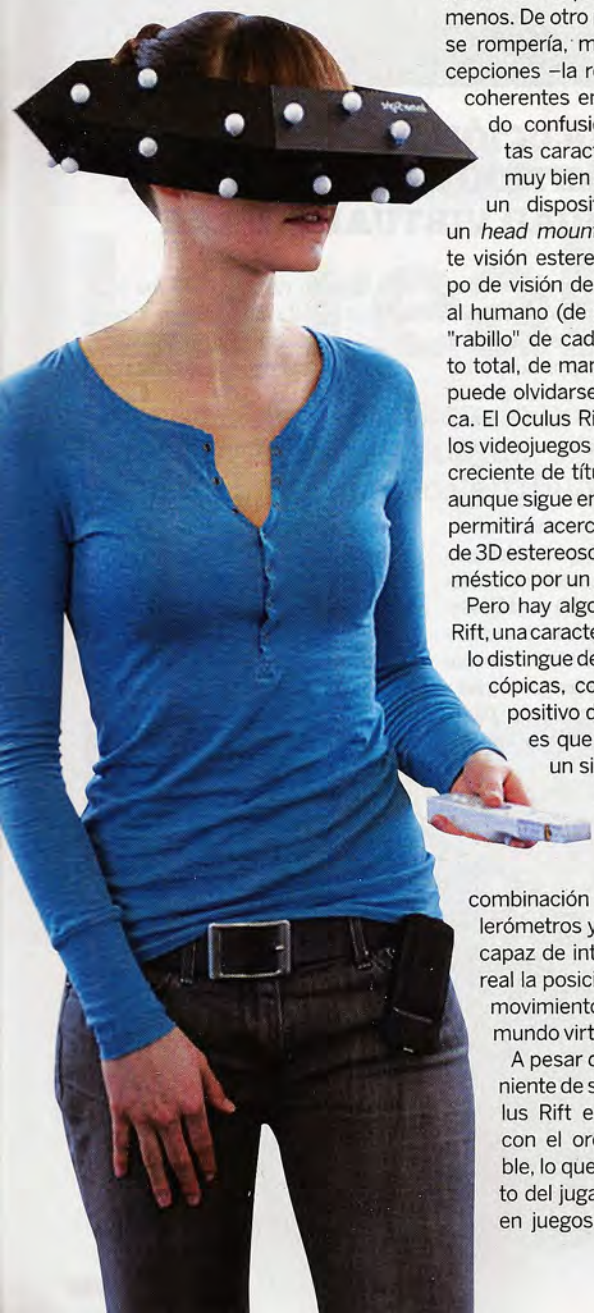 menos. De otro
se rompería, m
cepciones –la r
coherentes en
do confusi
tas caract
muy bien
un disposit
un head mount
te visión estere
po de visión de
al humano (de
"rabillo" de cad
to total, de man
puede olvidarse
ca. El Oculus Ri
los videojuegos
creciente de títu
aunque sigue en
permitirá acerc
de 3D estereosc
méstico por un
Pero hay algo
Rift, una caracte
lo distingue de
cópicas, co
positivo d
es que
un si
combinación
lerómetros y
capaz de int
real la posici
movimiento
mundo virt
A pesar d
niente de s
lus Rift e
con el ord
ble, lo que
to del juga
en juegos